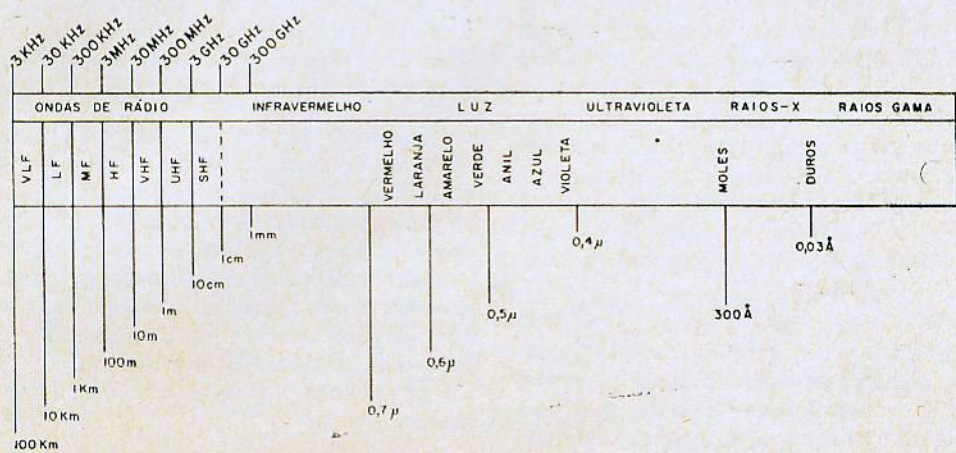 3 KHz 30 KHz 300 KHz 3 MHz 30 MHz 300 MHz 3 GHz 30 GHz 300 GHz
ONDAS DE RÁDIO INFRAVERMELHO LUZ ULTRAVIOLETA RAIOS-X RAIOS GAMA
VLF LF MF HF VHF UHF SHF VERMELHO LARANJA AMARELO VERDE ANIL AZUL VIOLETA MOLES DUROS
1mm 0,4µ 0,03Å
1cm
10cm
1m 0,5µ 300Å
10m
100m 0,6µ
1Km
10Km 0,7µ
100Km